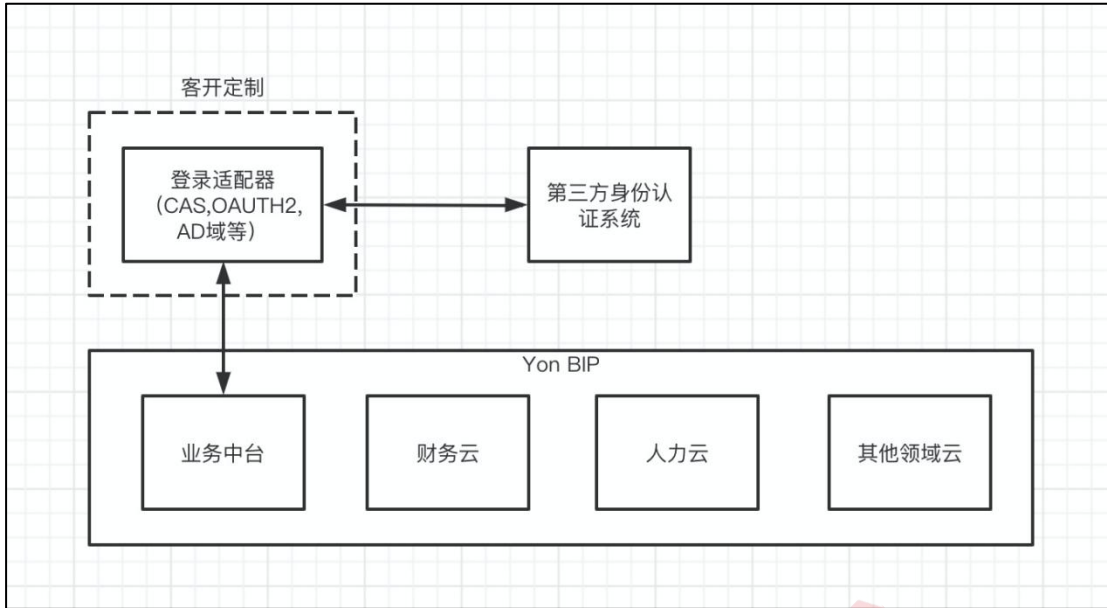 客开定制
登录适配器
（CAS,OAUTH2,
AD域等）
第三方身份认
证系统
Yon BIP
业务中台
财务云
人力云
其他领域云